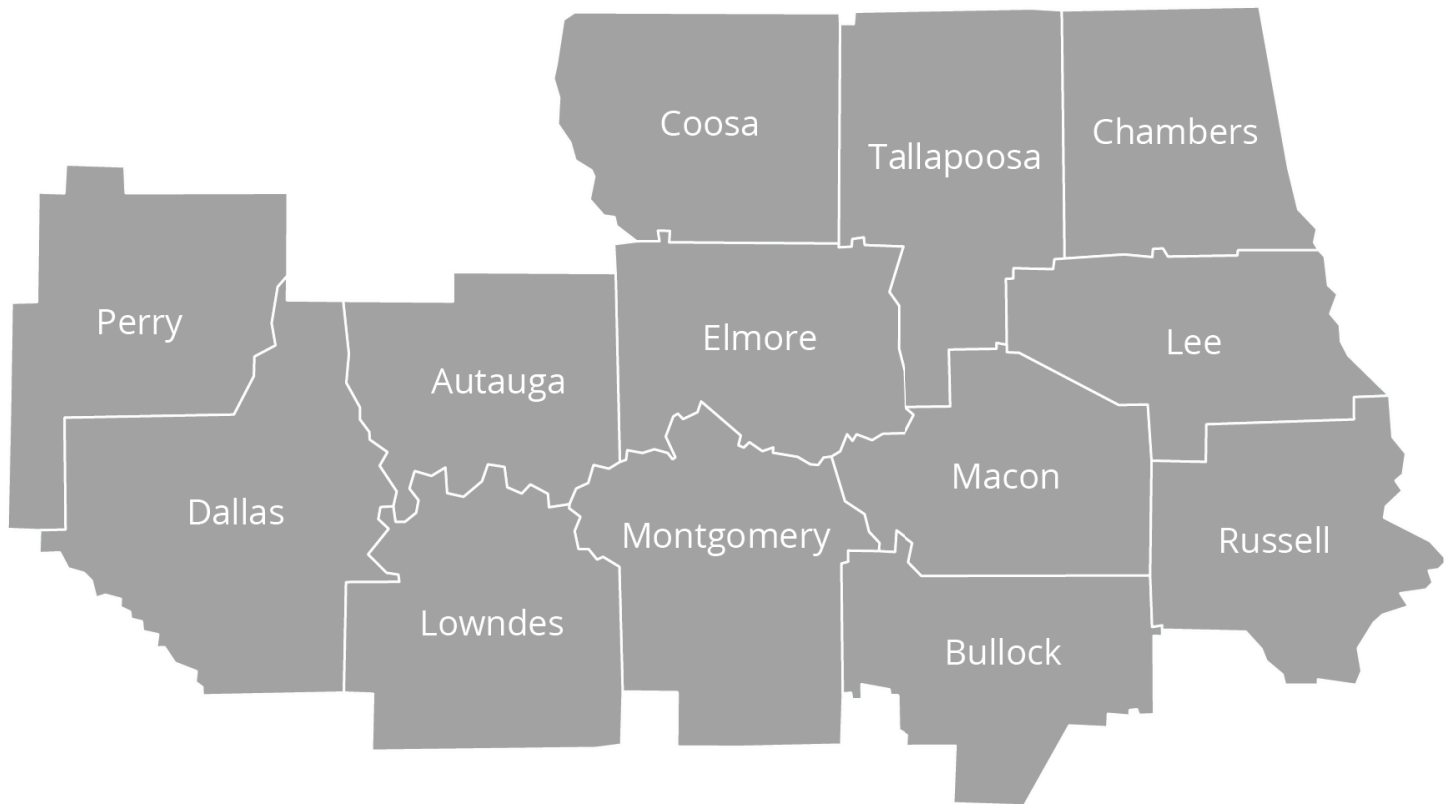 Coosa
Tallapoosa
Chambers
Perry
Autauga
Elmore
Lee
Dallas
Lowndes
Montgomery
Macon
Russell
Bullock